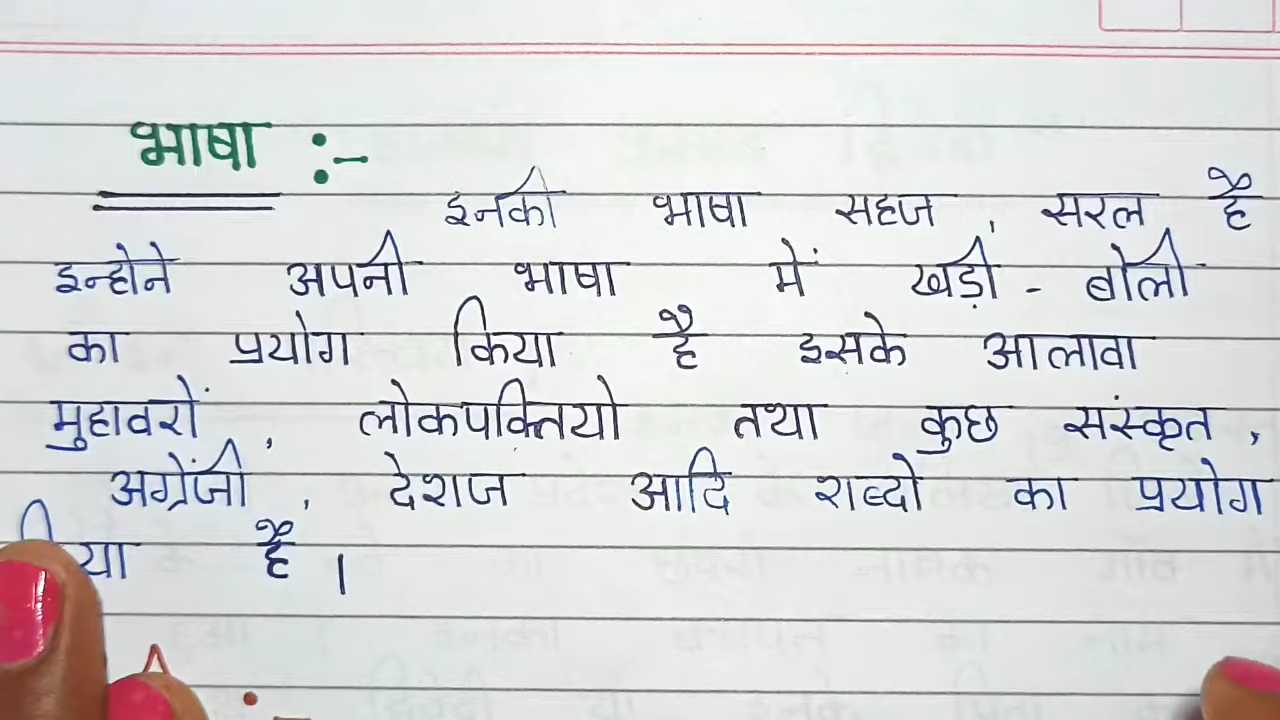 भाषा :-
इनकी भाषा सहज , सरल है
इन्होने अपनी भाषा में खड़ी - बोली
का प्रयोग किया है इसके आलावा
मुहावरों , लोकपक्तियो तथा कुछ संस्कृत ,
अग्रेंजी , देशज आदि शब्दो का प्रयोग
है ।